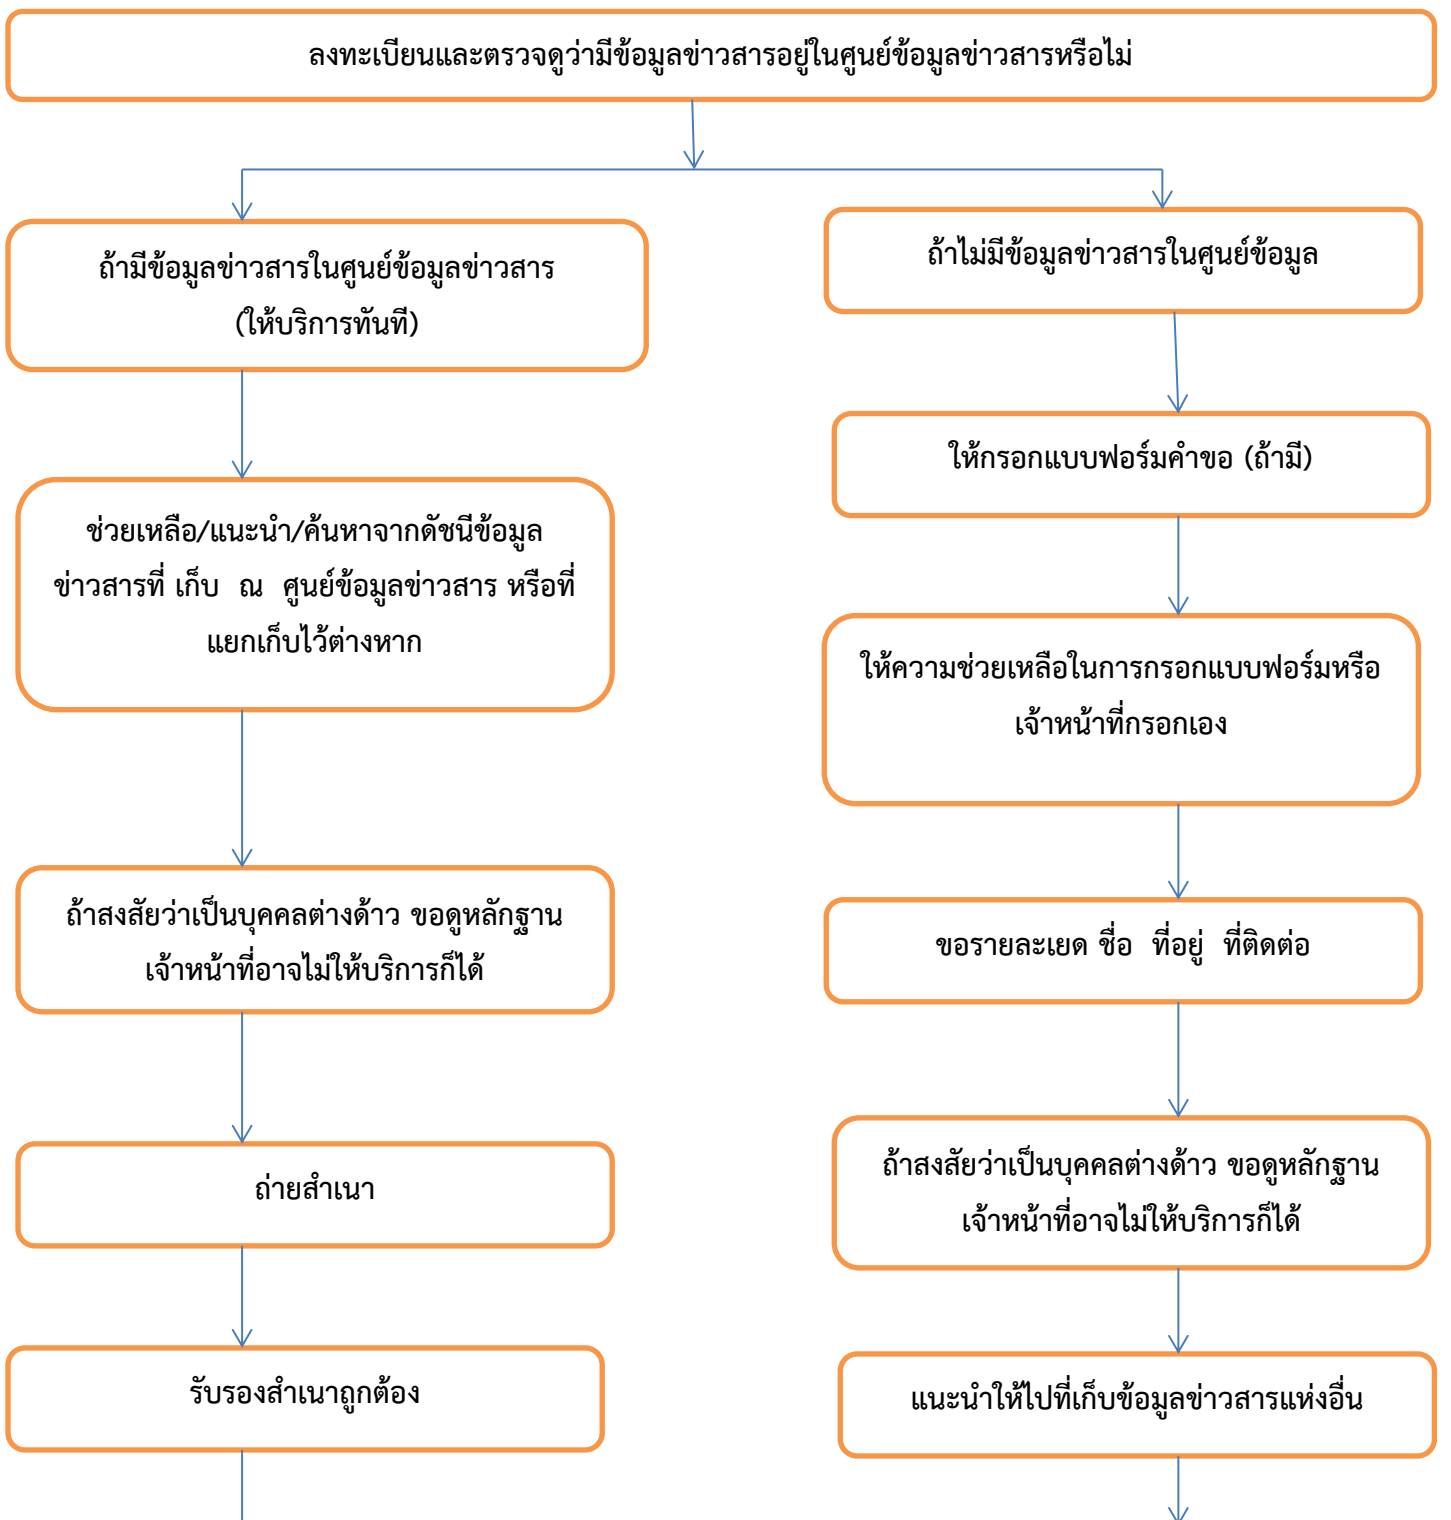 ลงทะเบียนและตรวจดูว่ามีข้อมูลข่าวสารอยู่ในศูนย์ข้อมูลข่าวสารหรือไม่
ถ้ามีข้อมูลข่าวสารในศูนย์ข้อมูลข่าวสาร
(ให้บริการทันที)
ช่วยเหลือ/แนะนำ/ค้นหาจากดัชนีข้อมูล
ข่าวสารที่ เก็บ ณ ศูนย์ข้อมูลข่าวสาร หรือที่
แยกเก็บไว้ต่างหาก
ถ้าสงสัยว่าเป็นบุคคลต่างด้าว ขอดูหลักฐาน
เจ้าหน้าที่อาจไม่ให้บริการก็ได้
ถ่ายสำเนา
รับรองสำเนาถูกต้อง
ถ้าไม่มีข้อมูลข่าวสารในศูนย์ข้อมูล
ให้กรอกแบบฟอร์มคำขอ (ถ้ามี)
ให้ความช่วยเหลือในการกรอกแบบฟอร์มหรือ
เจ้าหน้าที่กรอกเอง
ขอรายละเยด ชื่อ ที่อยู่ ที่ติดต่อ
ถ้าสงสัยว่าเป็นบุคคลต่างด้าว ขอดูหลักฐาน
เจ้าหน้าที่อาจไม่ให้บริการก็ได้
แนะนำให้ไปที่เก็บข้อมูลข่าวสารแห่งอื่น